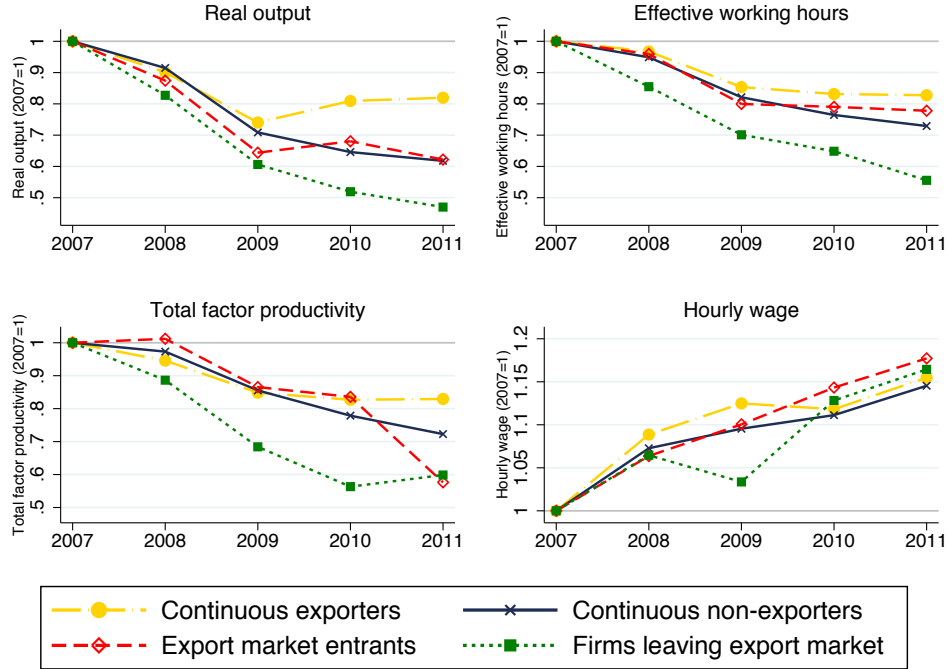 Real output
Real output (2007=1)
1
.9
.8
.7
.6
.5
2007 2008 2009 2010 2011
Effective working hours
Effective working hours (2007=1)
1
.9
.8
.7
.6
.5
2007 2008 2009 2010 2011
Total factor productivity
Total factor productivity (2007=1)
1
.9
.8
.7
.6
.5
2007 2008 2009 2010 2011
Hourly wage
Hourly wage (2007=1)
1.2
1.15
1.1
1.05
1
2007 2008 2009 2010 2011
Continuous exporters
Continuous non-exporters
Export market entrants
Firms leaving export market